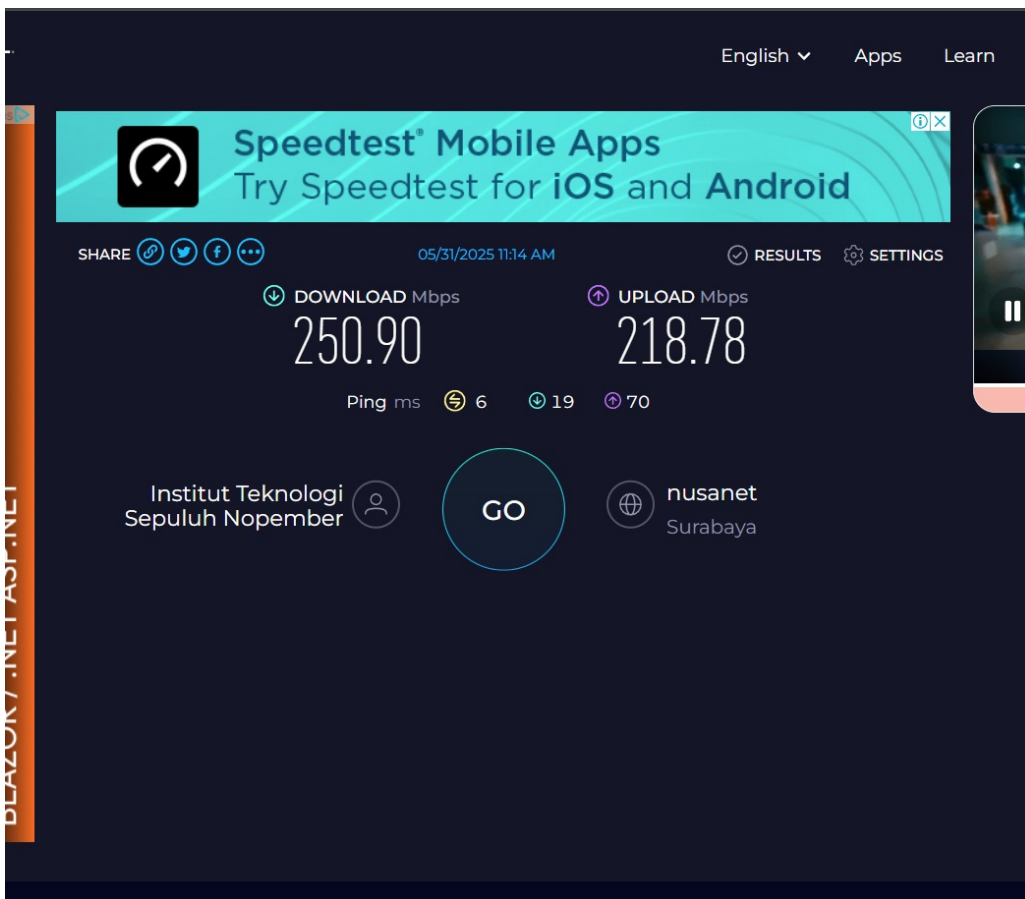 English Apps Learn
Speedtest® Mobile Apps
Try Speedtest for iOS and Android
SHARE 05/31/2025 11:14 AM RESULTS SETTINGS
DOWNLOAD Mbps UPLOAD Mbps
250.90 218.78
Ping ms 6 19 70
Institut Teknologi
Sepuluh Nopember
GO
nusanet
Surabaya
BLAZOR / .NET ASP.NET